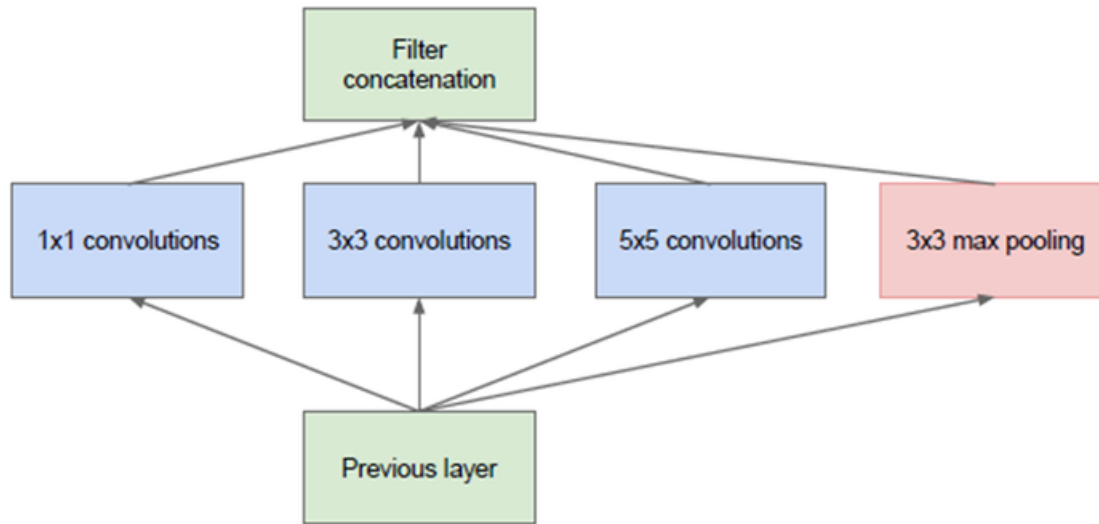 Filter
concatenation
1x1 convolutions
3x3 convolutions
5x5 convolutions
3x3 max pooling
Previous layer